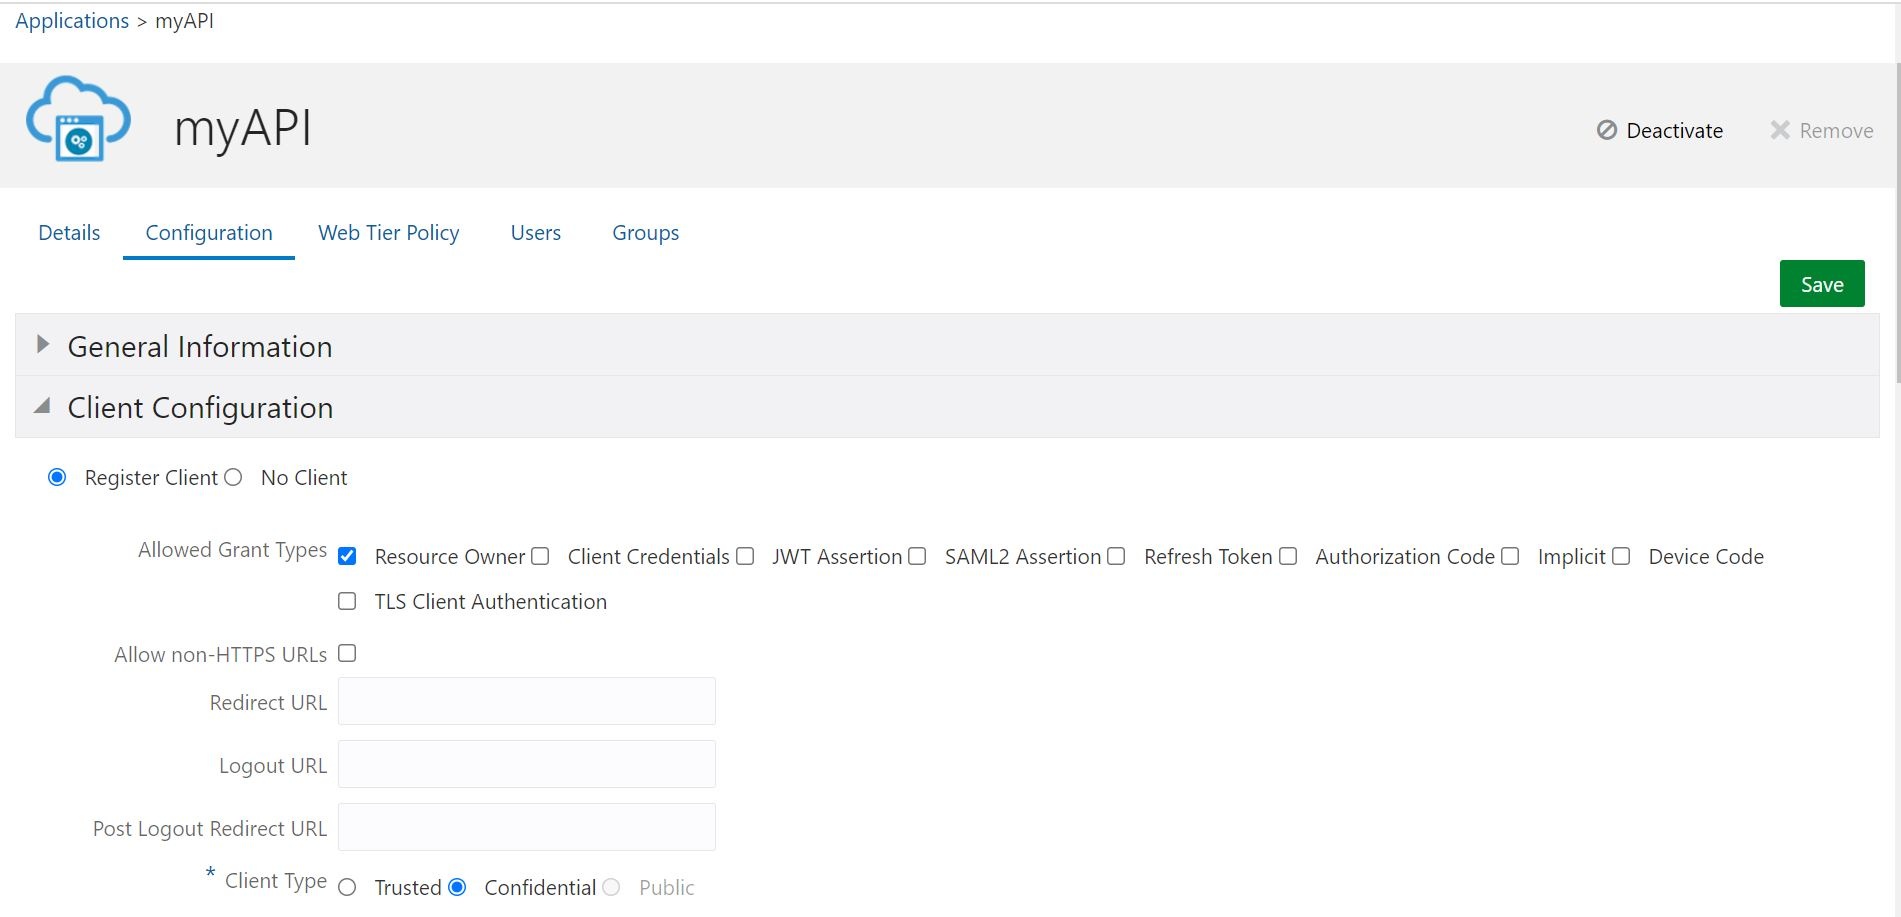 Applications > myAPI
myAPI
Deactivate Remove
Details Configuration Web Tier Policy Users Groups
Save
General Information
Client Configuration
Register Client No Client
Allowed Grant Types Resource Owner Client Credentials JWT Assertion SAML2 Assertion Refresh Token Authorization Code Implicit Device Code
TLS Client Authentication
Allow non-HTTPS URLs
Redirect URL
Logout URL
Post Logout Redirect URL
* Client Type Trusted Confidential Public